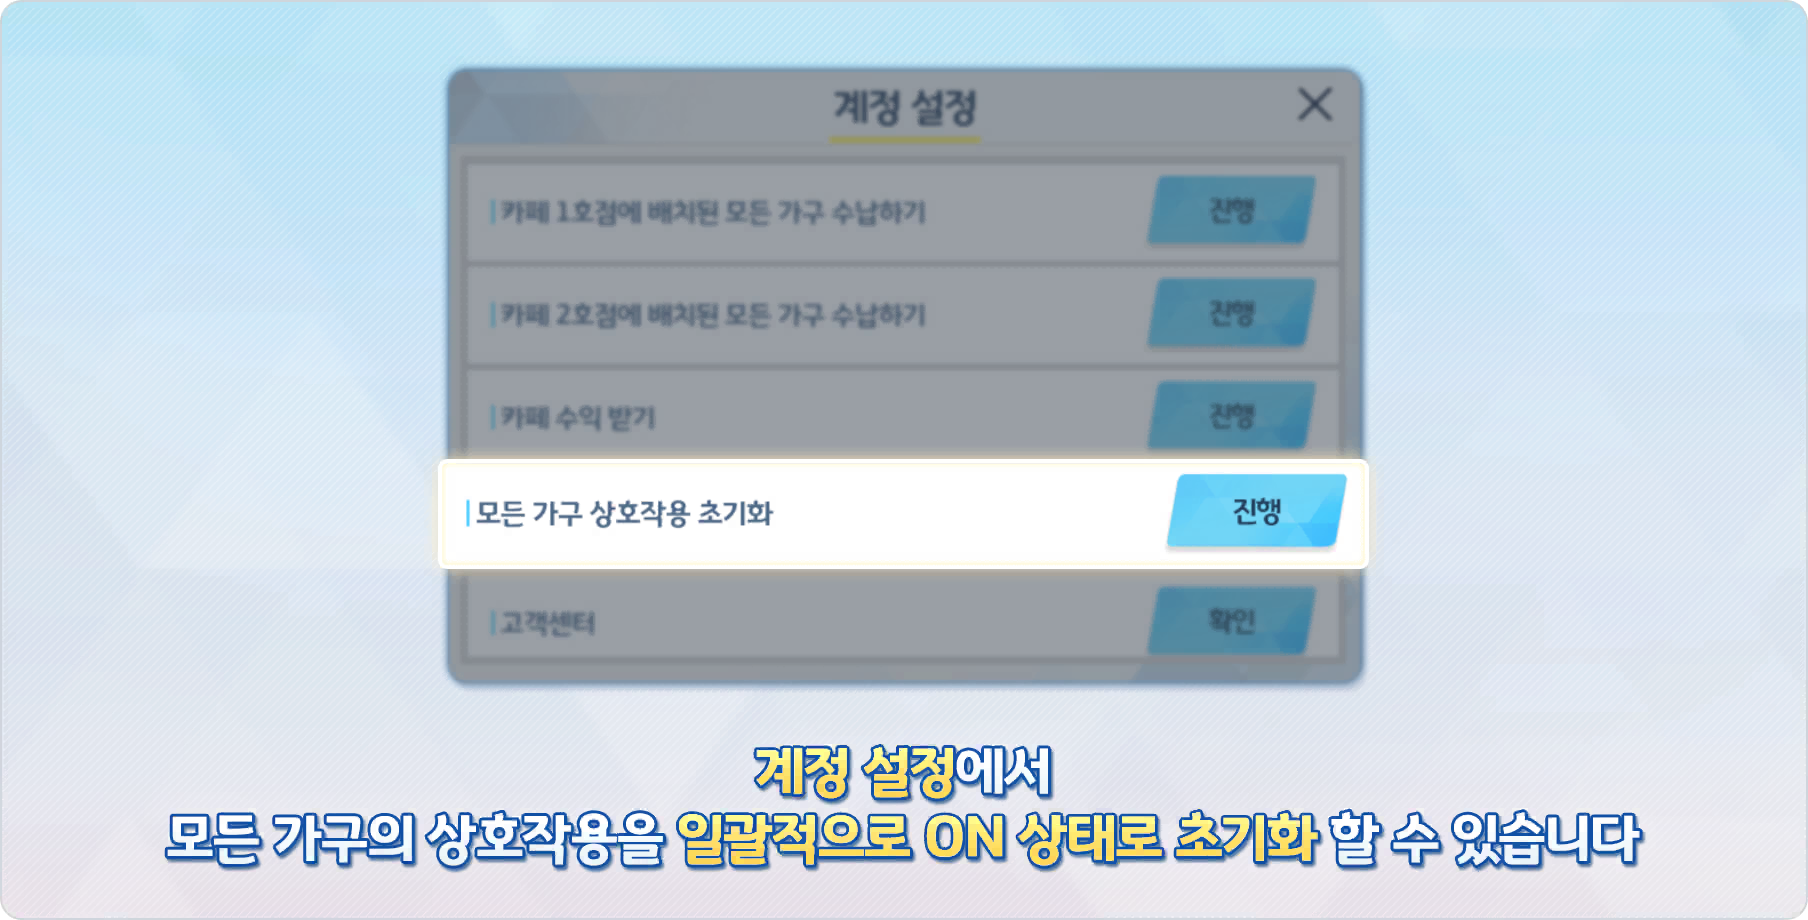 계정 설정
카페 1호점에 배치된 모든 가구 수납하기
진행
카페 2호점에 배치된 모든 가구 수납하기
진행
카페 수익 받기
진행
모든 가구 상호작용 초기화
진행
고객센터
확인
계정 설정에서
모든 가구의 상호작용을 일괄적으로 ON 상태로 초기화 할 수 있습니다